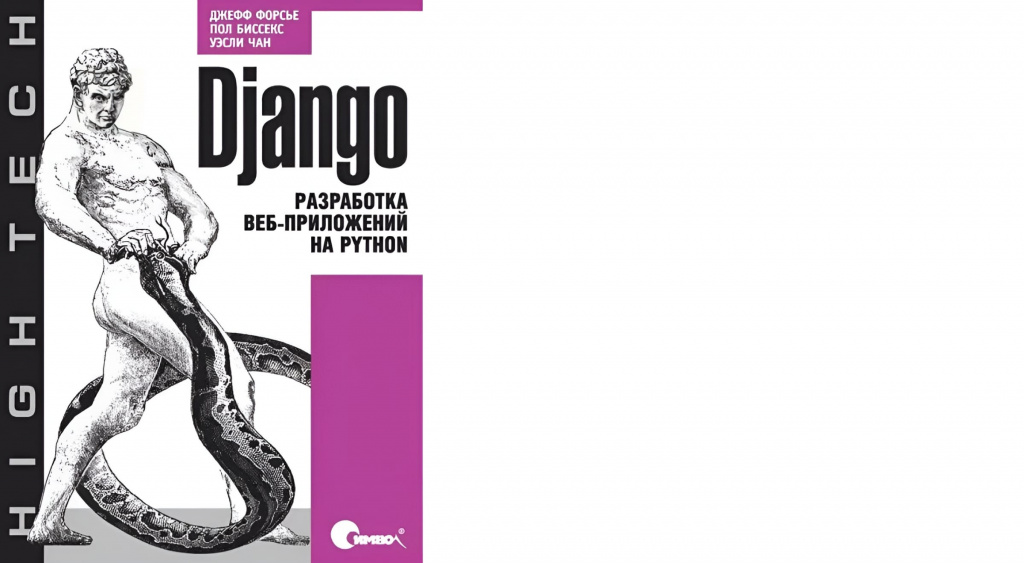 HIGH TECH
ДЖЕФФ ФОРСЬЕ
ПОЛ БИССЕКС
УЭСЛИ ЧАН
Django
РАЗРАБОТКА
ВЕБ-ПРИЛОЖЕНИЙ
НА PYTHON
Символ®